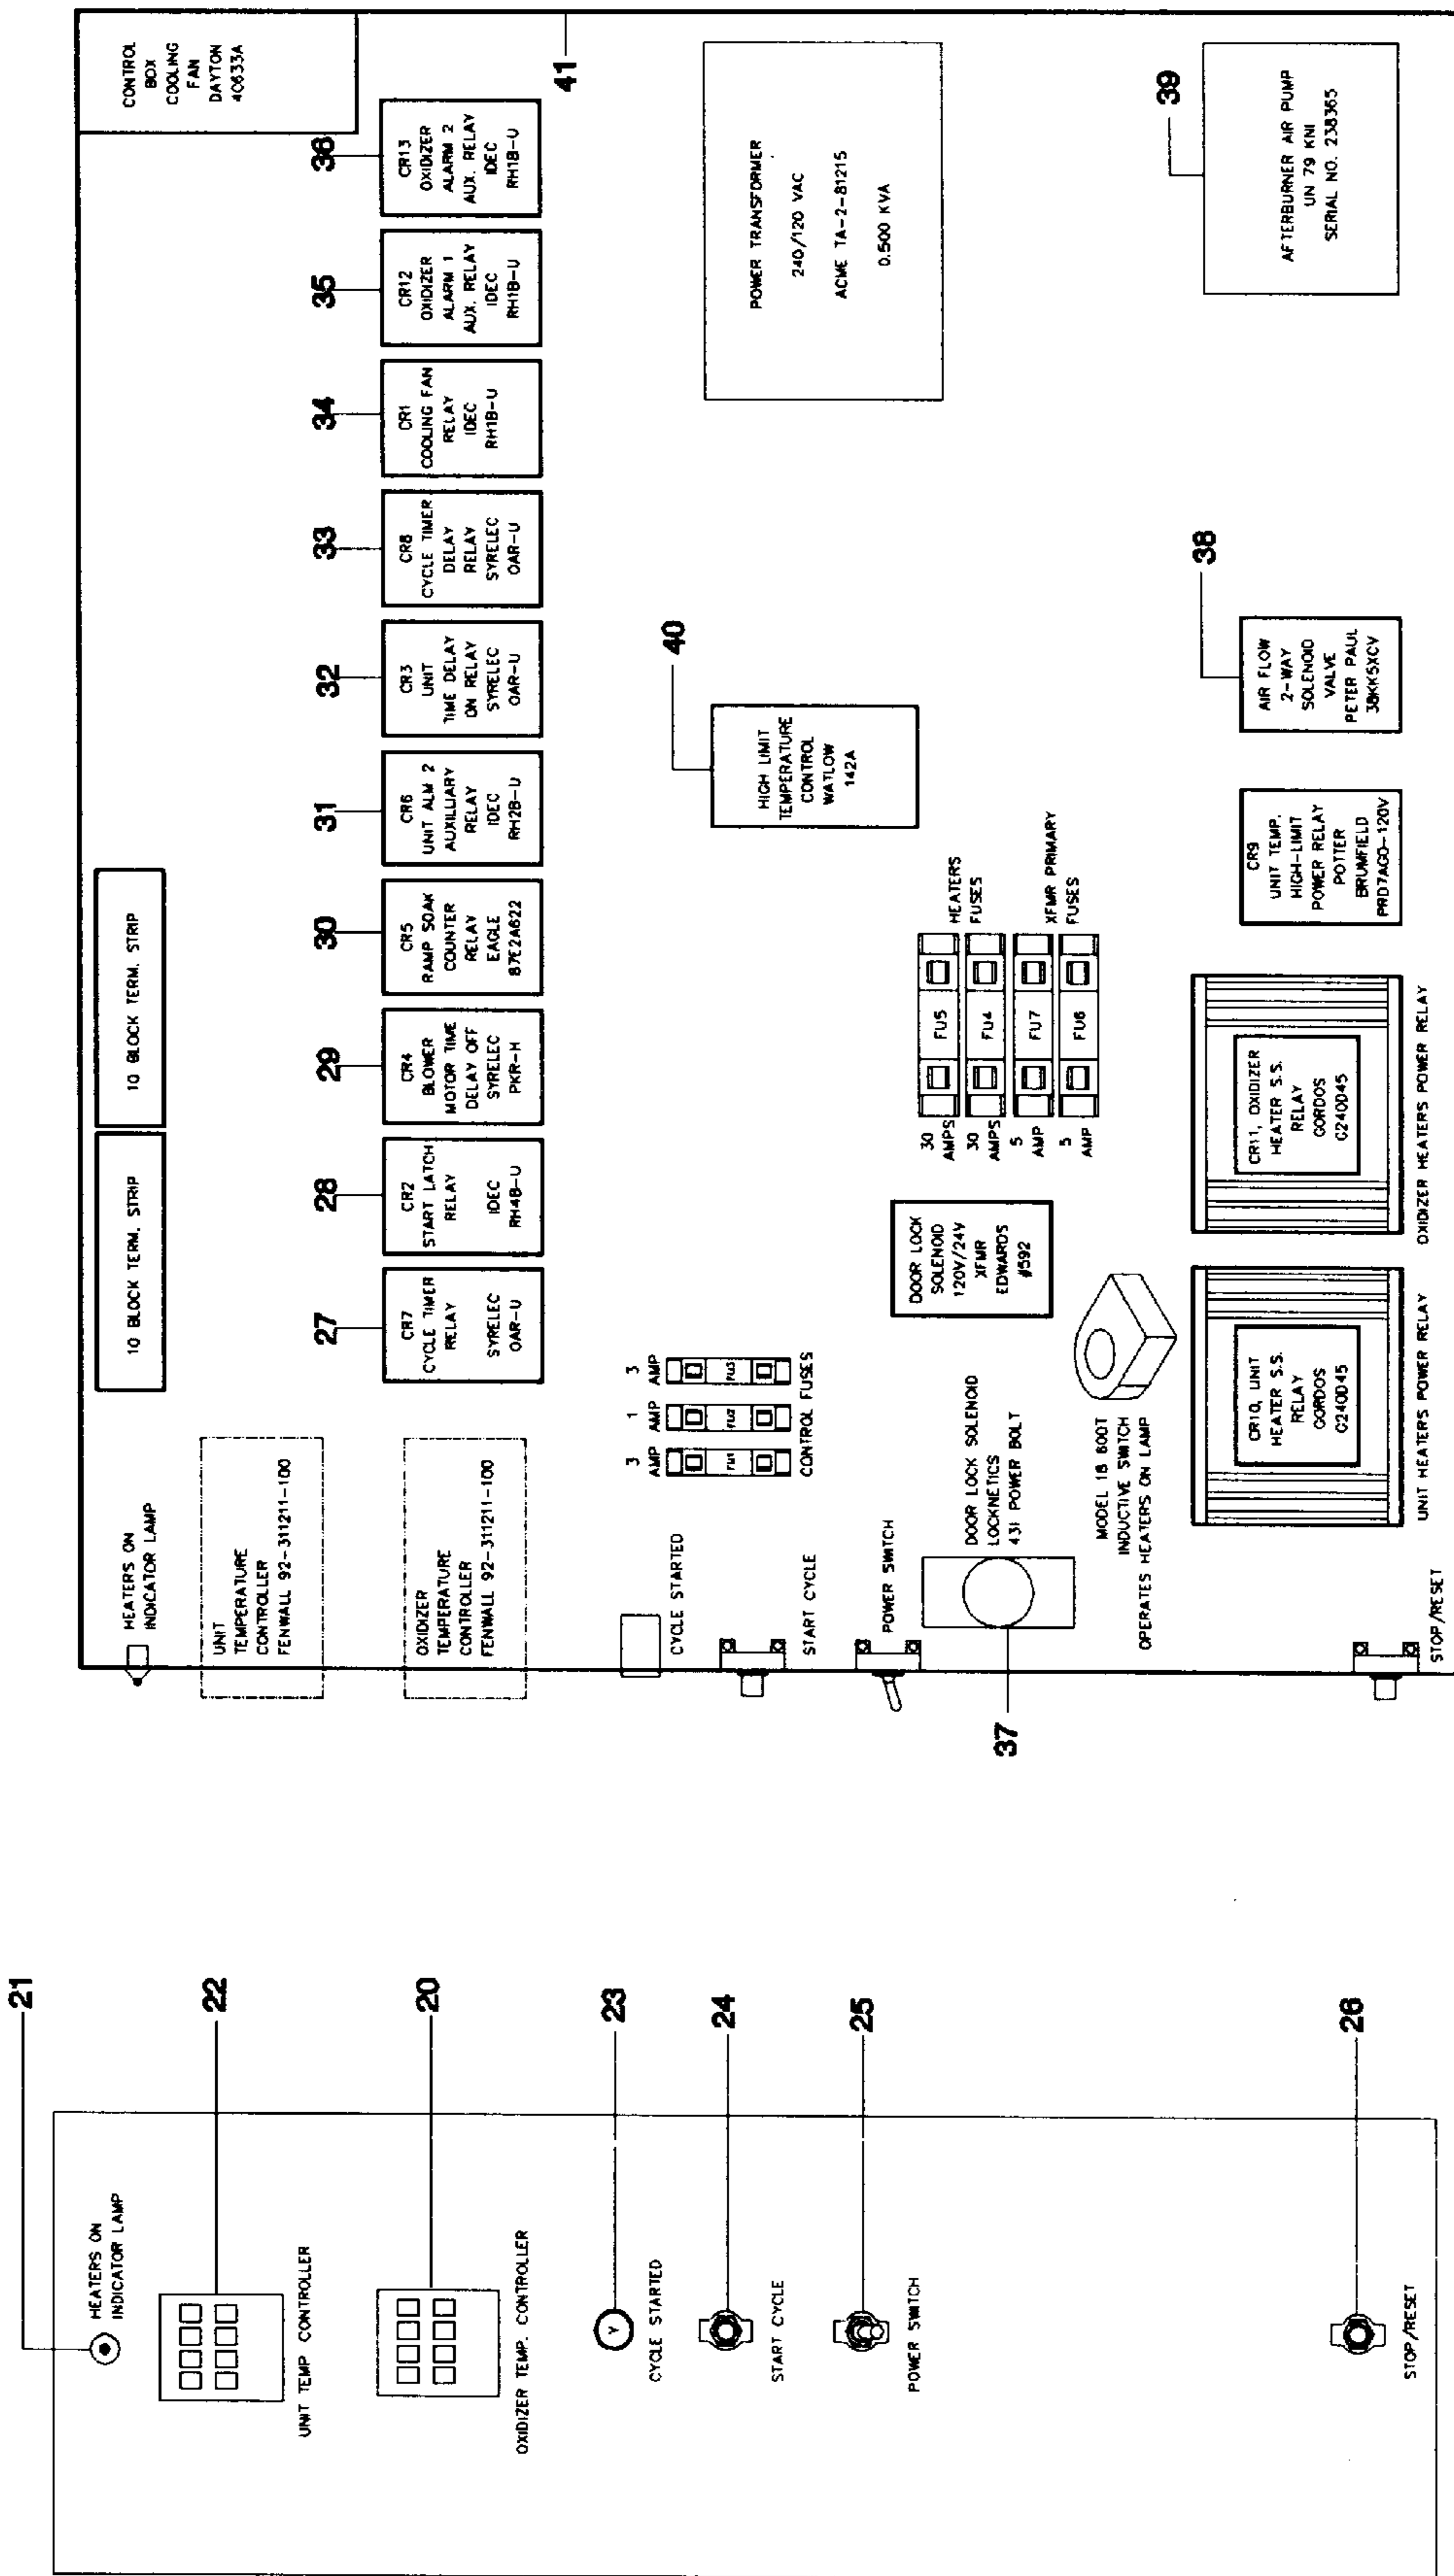 21
22
20
23
24
25
26
HEATERS ON
INDICATOR LAMP
UNIT TEMP CONTROLLER
OXIDIZER TEMP. CONTROLLER
Y
CYCLE STARTED
START CYCLE
POWER SWITCH
STOP/RESET
HEATERS ON
INDICATOR LAMP
10 BLOCK TERM. STRIP
10 BLOCK TERM. STRIP
CONTROL
BOX
COOLING
FAN
DAYTON
4C633A
UNIT
TEMPERATURE
CONTROLLER
FENWALL 92-311211-100
OXIDIZER
TEMPERATURE
CONTROLLER
FENWALL 92-311211-100
27
CR7
CYCLE TIMER
RELAY
SYRELEC
OAR-U
28
CR2
START LATCH
RELAY
IDEC
RH4B-U
29
CR4
BLOWER
MOTOR TIME
DELAY OFF
SYRELEC
PKR-H
30
CR5
RAMP SOAK
COUNTER
RELAY
EAGLE
87E2A622
31
CR6
UNIT ALM 2
AUXILLIARY
RELAY
IDEC
RH2B-U
32
CR3
UNIT
TIME DELAY
ON RELAY
SYRELEC
OAR-U
33
CR8
CYCLE TIMER
DELAY
RELAY
SYRELEC
OAR-U
34
CR1
COOLING FAN
RELAY
IDEC
RH1B-U
35
CR12
OXIDIZER
ALARM 1
AUX. RELAY
IDEC
RH1B-U
36
CR13
OXIDIZER
ALARM 2
AUX. RELAY
IDEC
RH1B-U
41
CYCLE STARTED
START CYCLE
POWER SWITCH
3
AMP
1
AMP
3
AMP
FU1
FU2
FU3
CONTROL FUSES
40
HIGH LIMIT
TEMPERATURE
CONTROL
WATLOW
142A
POWER TRANSFORMER
240/120 VAC
ACME TA-2-81215
0.500 KVA
37
DOOR LOCK SOLENOID
LOCKNETICS
431 POWER BOLT
DOOR LOCK
SOLENOID
120V/24V
XFMR
EDWARDS
#592
30
AMPS
FU5
30
AMPS
FU4
HEATERS
FUSES
5
AMP
FU7
5
AMP
FU6
XFMR PRIMARY
FUSES
MODEL 18 600T
INDUCTIVE SWITCH
OPERATES HEATERS ON LAMP
STOP/RESET
CR10, UNIT
HEATER S.S.
RELAY
GORDOS
G240D45
UNIT HEATERS POWER RELAY
CR11, OXIDIZER
HEATER S.S.
RELAY
GORDOS
G240D45
OXIDIZER HEATERS POWER RELAY
CR9
UNIT TEMP.
HIGH-LIMIT
POWER RELAY
POTTER
BRUMFIELD
PRD7AGO-120V
38
AIR FLOW
2-WAY
SOLENOID
VALVE
PETER PAUL
38KK5XCV
39
AFTERBURNER AIR PUMP
UN 79 KNI
SERIAL NO. 238365